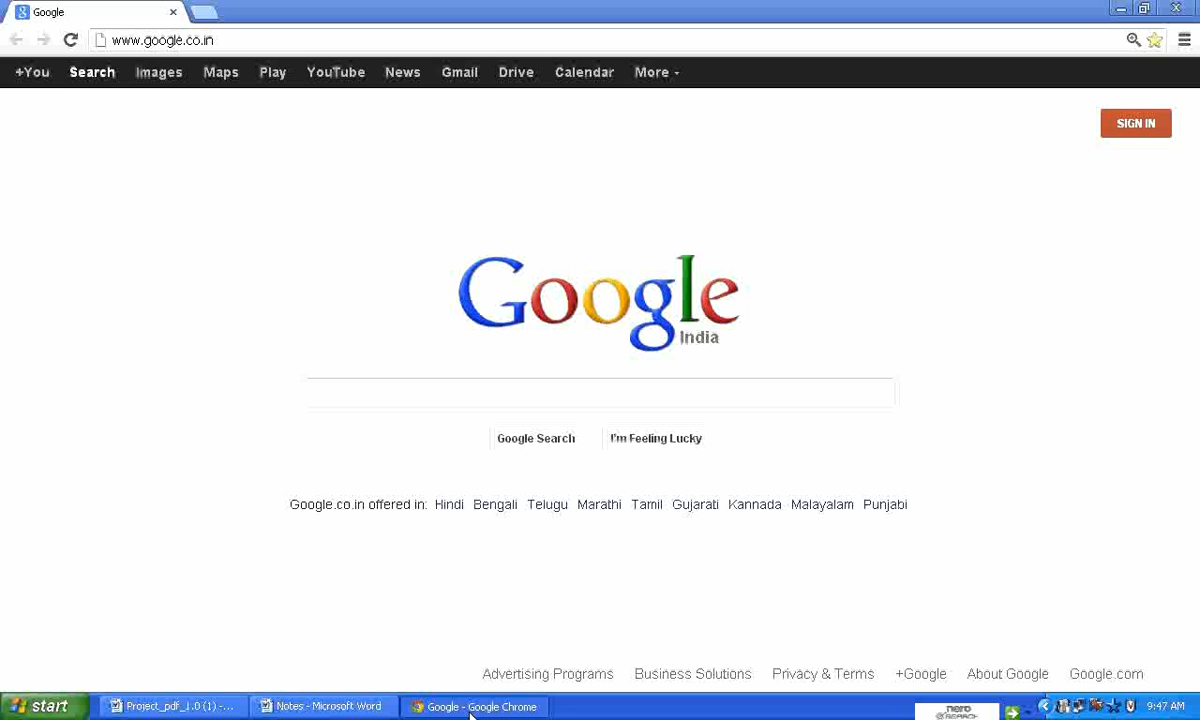 Google
www.google.co.in
+You Search Images Maps Play YouTube News Gmail Drive Calendar More
SIGN IN
Google
India
Google Search I'm Feeling Lucky
Google.co.in offered in: Hindi Bengali Telugu Marathi Tamil Gujarati Kannada Malayalam Punjabi
Advertising Programs Business Solutions Privacy & Terms +Google About Google Google.com
start Project_pdf_1.0 (1) -... Notes - Microsoft Word Google - Google Chrome nero 9:47 AM
SEARCH